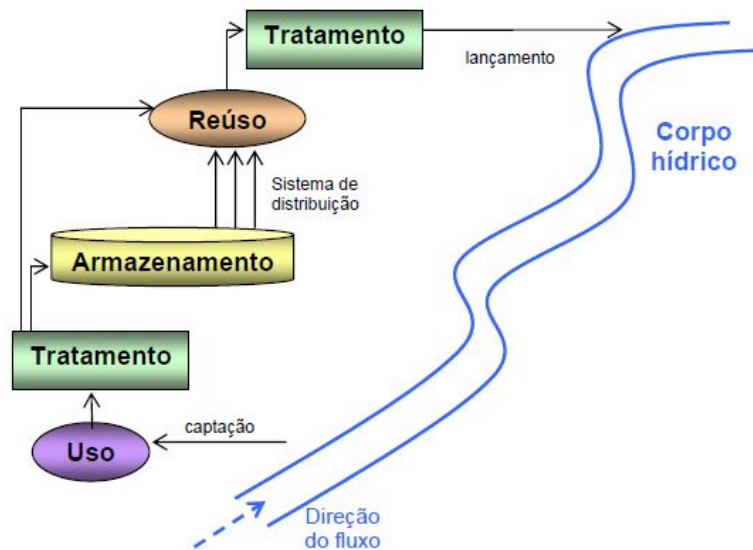 Tratamento
lançamento
Reúso
Corpo
hídrico
Sistema de
distribuição
Armazenamento
Tratamento
captação
Uso
Direção
do fluxo